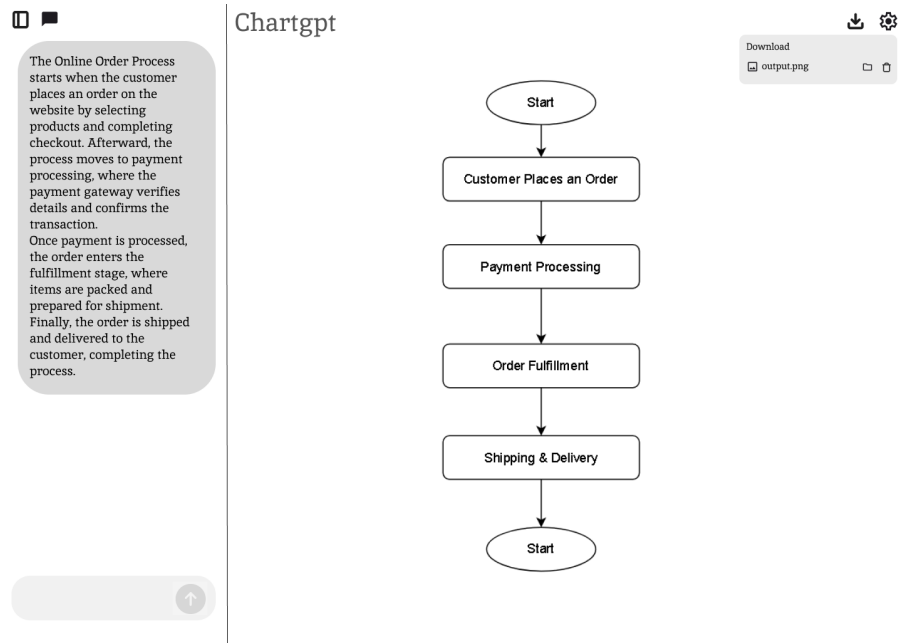 Chartgpt
The Online Order Process
starts when the customer
places an order on the
website by selecting
products and completing
checkout. Afterward, the
process moves to payment
processing, where the
payment gateway verifies
details and confirms the
transaction.
Once payment is processed,
the order enters the
fulfillment stage, where
items are packed and
prepared for shipment.
Finally, the order is shipped
and delivered to the
customer, completing the
process.
Download
output.png
Start
Customer Places an Order
Payment Processing
Order Fulfillment
Shipping & Delivery
Start